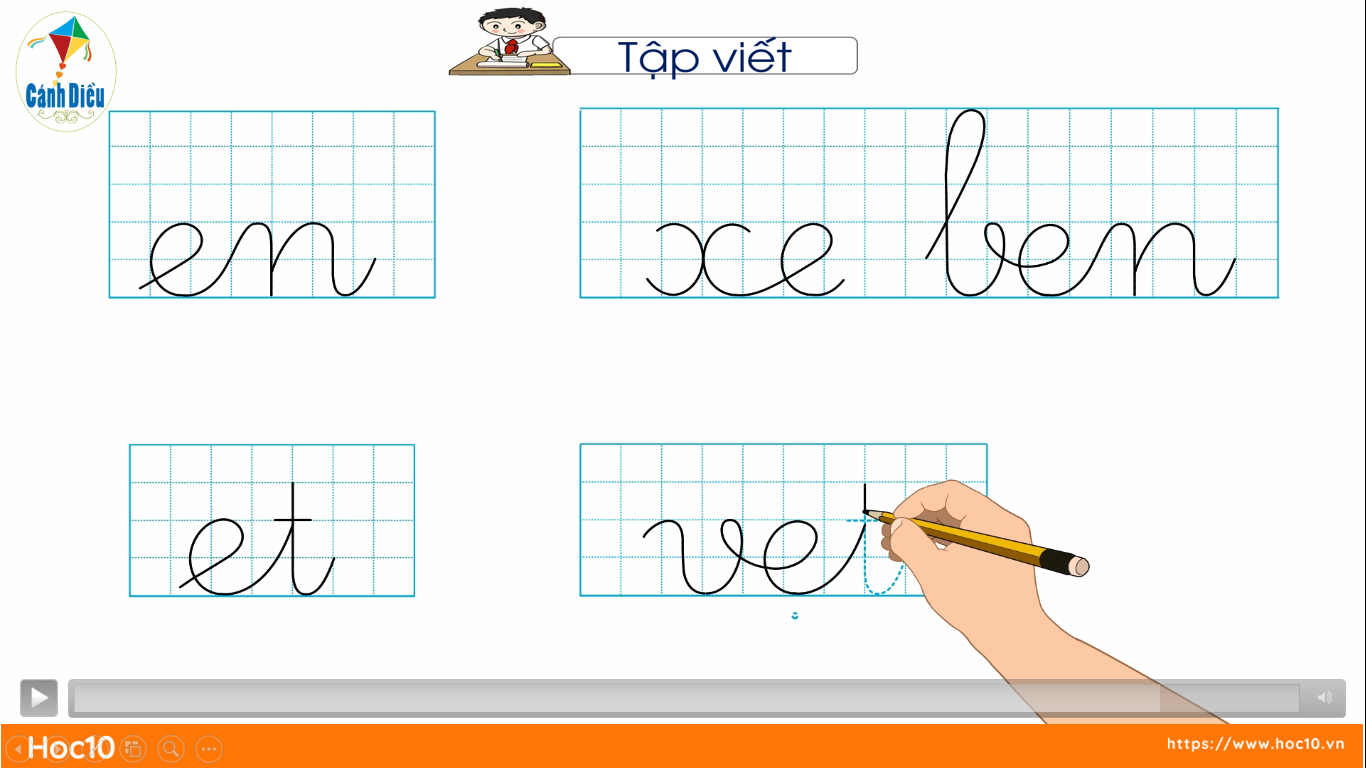 Cánh Diều
Tập viết
en
xe ben
et
vet
Hoc10
https://www.hoc10.vn